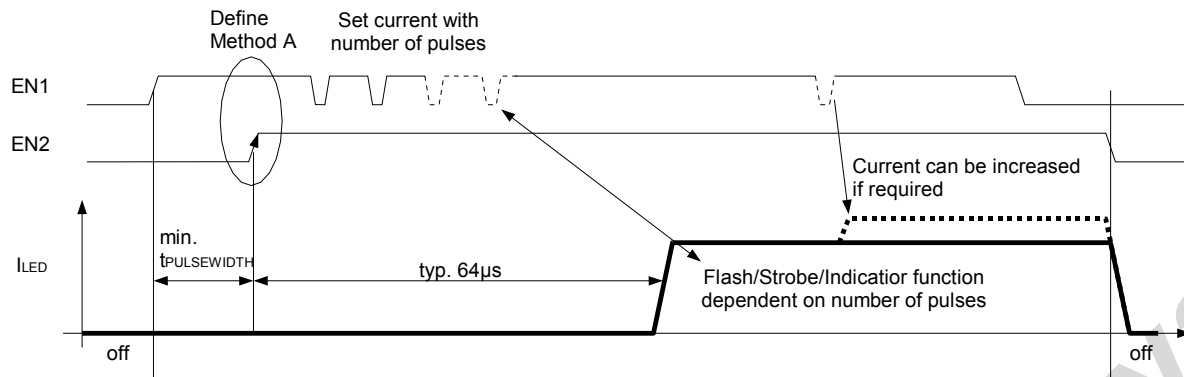 Define
Method A
Set current with
number of pulses
EN1
EN2
Current can be increased
if required
min.
tPULSEWIDTH
ILED
typ. 64µs
Flash/Strobe/Indicatior function
dependent on number of pulses
off
off